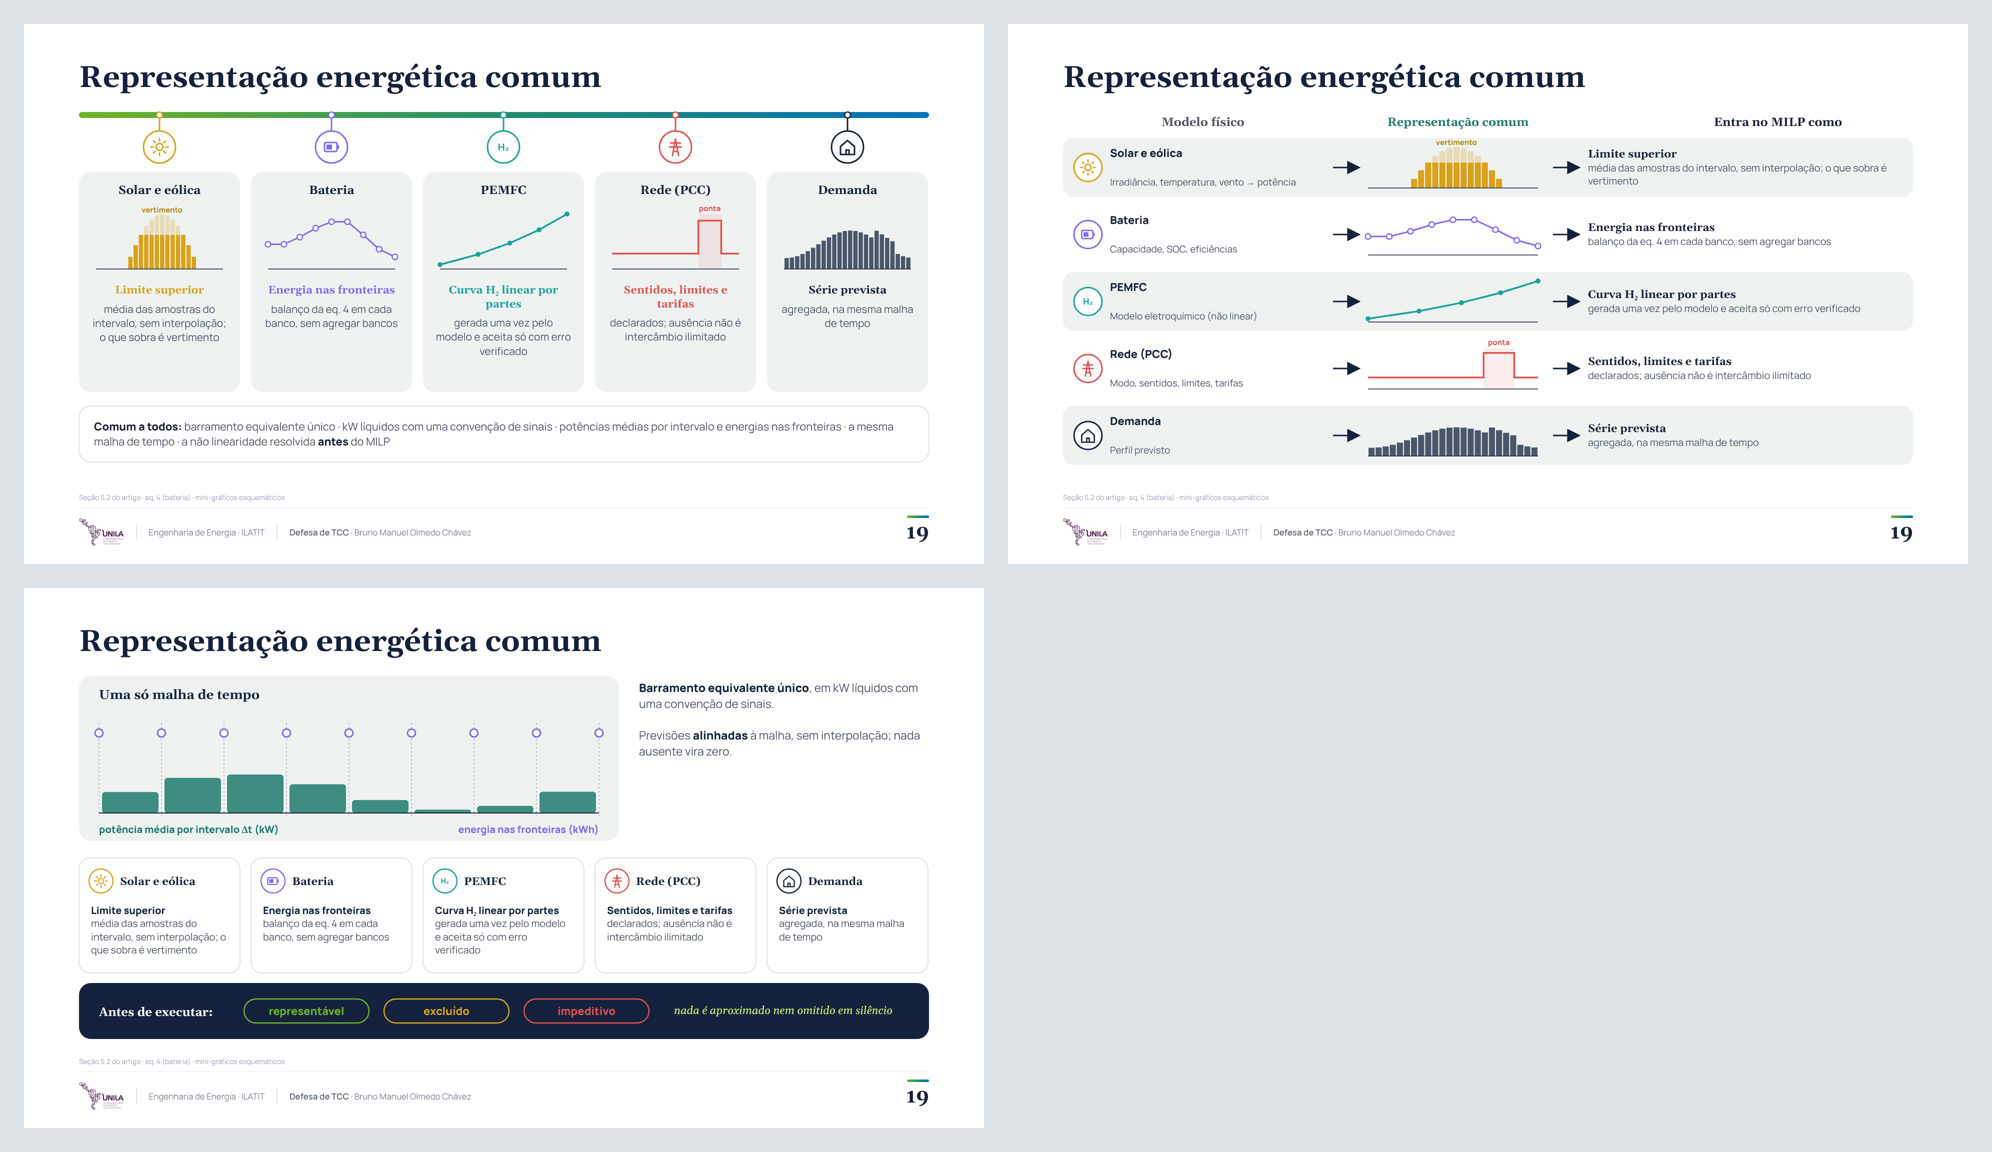 Representação energética comum
H₂
Solar e eólica
vertimento
Limite superior
média das amostras do
intervalo, sem interpolação;
o que sobra é vertimento
Bateria
Energia nas fronteiras
balanço da eq. 4 em cada
banco, sem agregar bancos
PEMFC
Curva H₂ linear por
partes
gerada uma vez pelo
modelo e aceita só com erro
verificado
Rede (PCC)
ponta
Sentidos, limites e
tarifas
declarados; ausência não é
intercâmbio ilimitado
Demanda
Série prevista
agregada, na mesma malha
de tempo
Comum a todos: barramento equivalente único · kW líquidos com uma convenção de sinais · potências médias por intervalo e energias nas fronteiras · a mesma
malha de tempo · a não linearidade resolvida antes do MILP
Seção 5.2 do artigo · eq. 4 (bateria) · mini-gráficos esquemáticos
UNILA
Engenharia de Energia · ILATIT
Defesa de TCC · Bruno Manuel Olmedo Chávez
19
Representação energética comum
Modelo físico
Representação comum
Entra no MILP como
Solar e eólica
Irradiância, temperatura, vento → potência
vertimento
Limite superior
média das amostras do intervalo, sem interpolação; o que sobra é
vertimento
Bateria
Capacidade, SOC, eficiências
Energia nas fronteiras
balanço da eq. 4 em cada banco, sem agregar bancos
H₂
PEMFC
Modelo eletroquímico (não linear)
Curva H₂ linear por partes
gerada uma vez pelo modelo e aceita só com erro verificado
Rede (PCC)
Modo, sentidos, limites, tarifas
ponta
Sentidos, limites e tarifas
declarados; ausência não é intercâmbio ilimitado
Demanda
Perfil previsto
Série prevista
agregada, na mesma malha de tempo
Seção 5.2 do artigo · eq. 4 (bateria) · mini-gráficos esquemáticos
UNILA
Engenharia de Energia · ILATIT
Defesa de TCC · Bruno Manuel Olmedo Chávez
19
Representação energética comum
Uma só malha de tempo
potência média por intervalo Δt (kW)
energia nas fronteiras (kWh)
Barramento equivalente único, em kW líquidos com
uma convenção de sinais.
Previsões alinhadas à malha, sem interpolação; nada
ausente vira zero.
Solar e eólica
Limite superior
média das amostras do
intervalo, sem interpolação; o
que sobra é vertimento
Bateria
Energia nas fronteiras
balanço da eq. 4 em cada
banco, sem agregar bancos
H₂
PEMFC
Curva H₂ linear por partes
gerada uma vez pelo modelo
e aceita só com erro
verificado
Rede (PCC)
Sentidos, limites e tarifas
declarados; ausência não é
intercâmbio ilimitado
Demanda
Série prevista
agregada, na mesma malha
de tempo
Antes de executar:
representável
excluído
impeditivo
nada é aproximado nem omitido em silêncio
Seção 5.2 do artigo · eq. 4 (bateria) · mini-gráficos esquemáticos
UNILA
Engenharia de Energia · ILATIT
Defesa de TCC · Bruno Manuel Olmedo Chávez
19